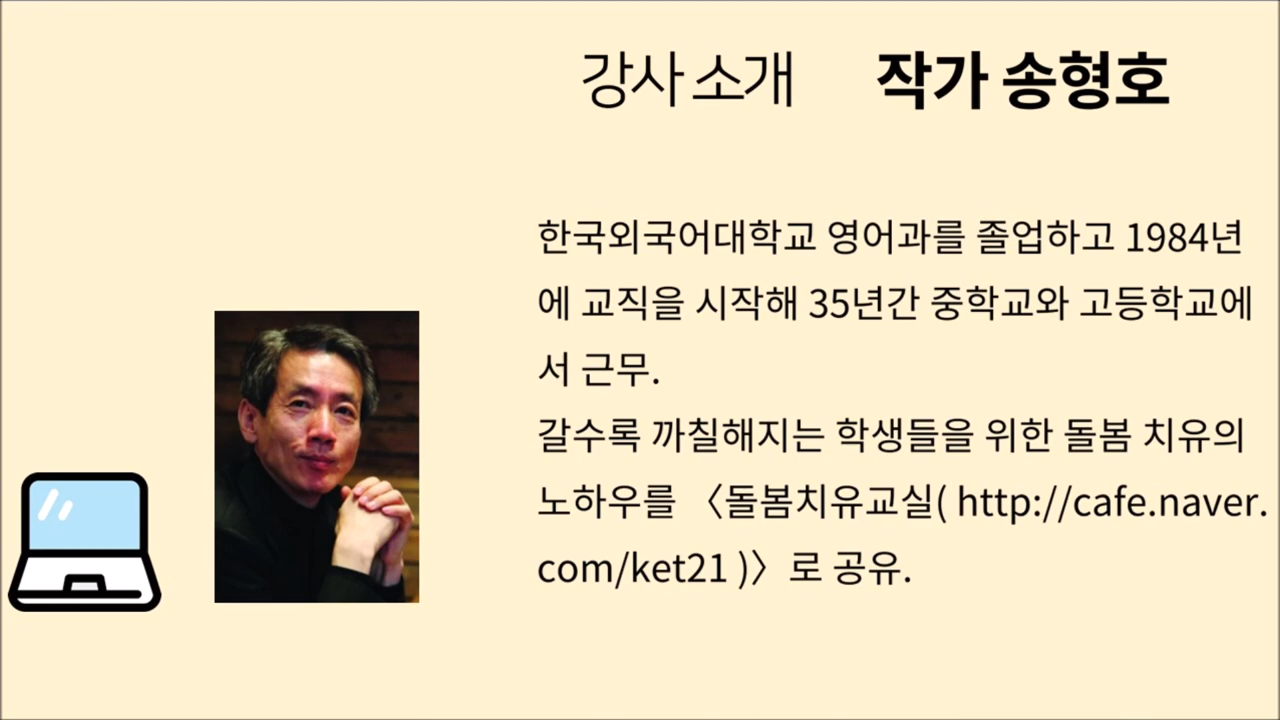 강사 소개 작가 송형호
한국외국어대학교 영어과를 졸업하고 1984년
에 교직을 시작해 35년간 중학교와 고등학교에
서 근무.
갈수록 까칠해지는 학생들을 위한 돌봄 치유의
노하우를 〈돌봄치유교실( http://cafe.naver.
com/ket21 )〉로 공유.